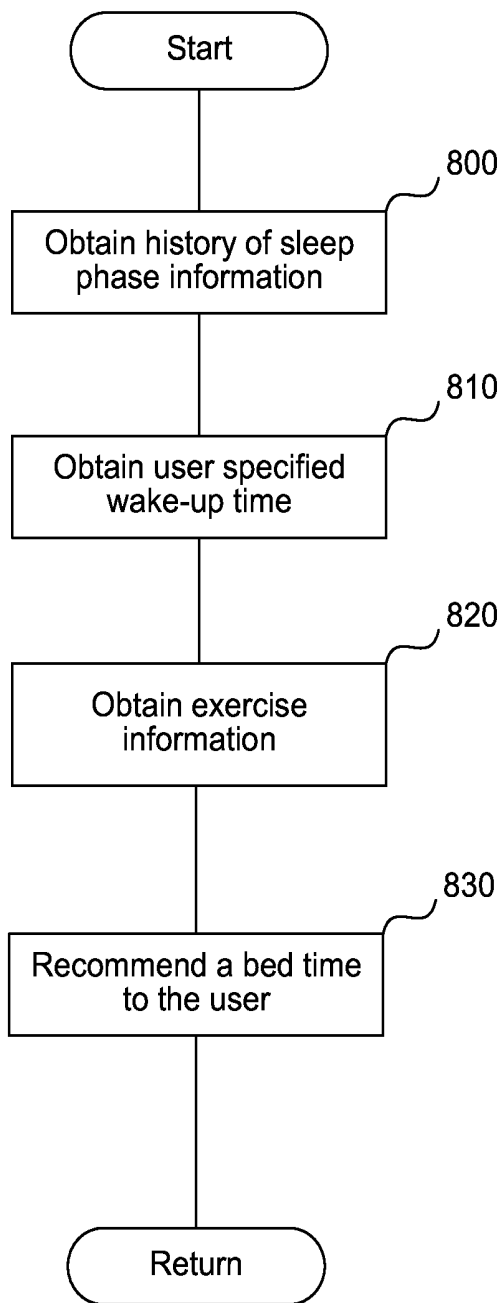 Start
800
Obtain history of sleep
phase information
810
Obtain user specified
wake-up time
820
Obtain exercise
information
830
Recommend a bed time
to the user
Return